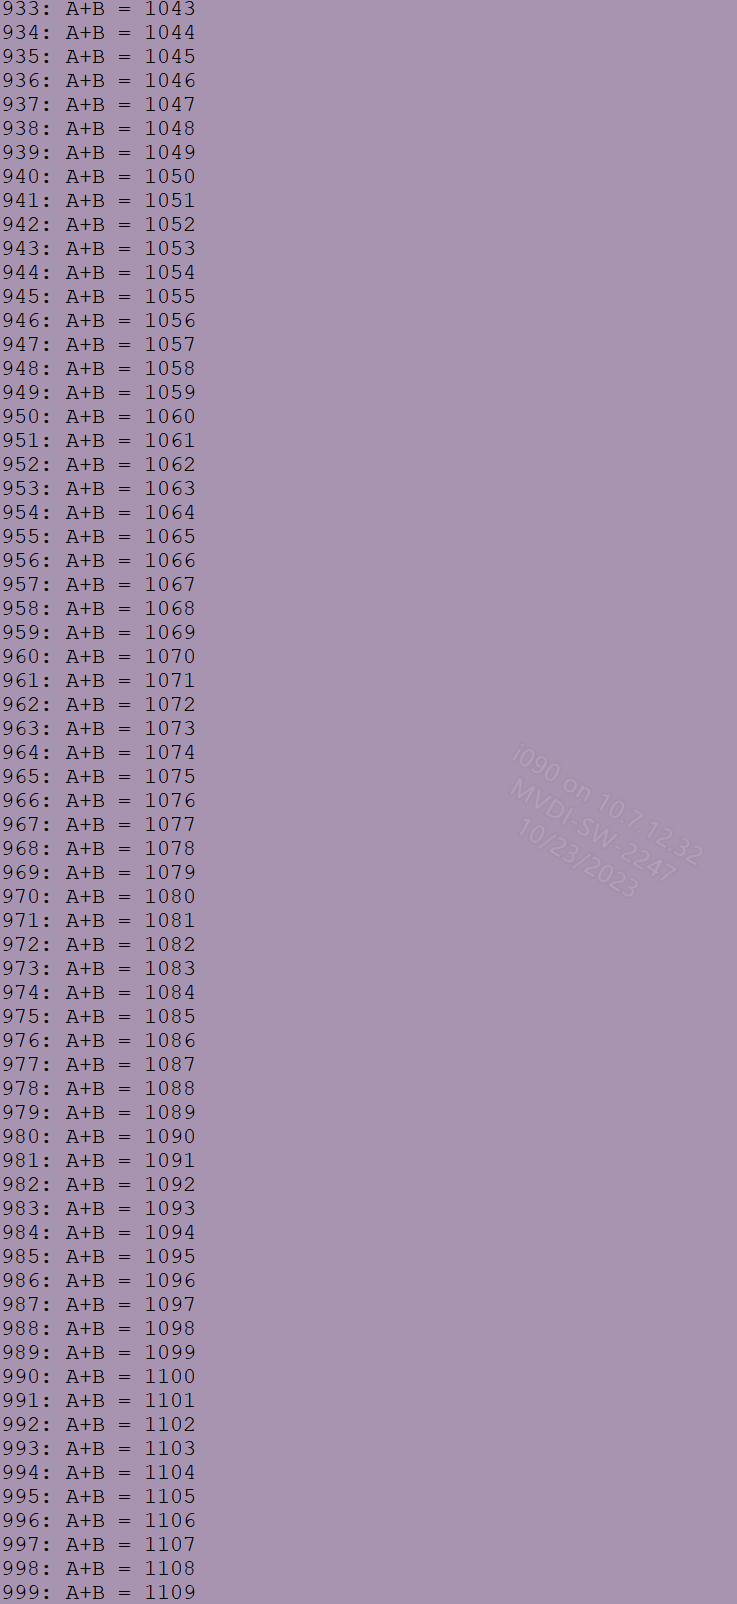 933: A+B = 1043
934: A+B = 1044
935: A+B = 1045
936: A+B = 1046
937: A+B = 1047
938: A+B = 1048
939: A+B = 1049
940: A+B = 1050
941: A+B = 1051
942: A+B = 1052
943: A+B = 1053
944: A+B = 1054
945: A+B = 1055
946: A+B = 1056
947: A+B = 1057
948: A+B = 1058
949: A+B = 1059
950: A+B = 1060
951: A+B = 1061
952: A+B = 1062
953: A+B = 1063
954: A+B = 1064
955: A+B = 1065
956: A+B = 1066
957: A+B = 1067
958: A+B = 1068
959: A+B = 1069
960: A+B = 1070
961: A+B = 1071
962: A+B = 1072
963: A+B = 1073
964: A+B = 1074
965: A+B = 1075
966: A+B = 1076
967: A+B = 1077
968: A+B = 1078
969: A+B = 1079
970: A+B = 1080
971: A+B = 1081
972: A+B = 1082
973: A+B = 1083
974: A+B = 1084
975: A+B = 1085
976: A+B = 1086
977: A+B = 1087
978: A+B = 1088
979: A+B = 1089
980: A+B = 1090
981: A+B = 1091
982: A+B = 1092
983: A+B = 1093
984: A+B = 1094
985: A+B = 1095
986: A+B = 1096
987: A+B = 1097
988: A+B = 1098
989: A+B = 1099
990: A+B = 1100
991: A+B = 1101
992: A+B = 1102
993: A+B = 1103
994: A+B = 1104
995: A+B = 1105
996: A+B = 1106
997: A+B = 1107
998: A+B = 1108
999: A+B = 1109
i090 on 10.7.12.32
MVDI-SW-2247
10/23/2023